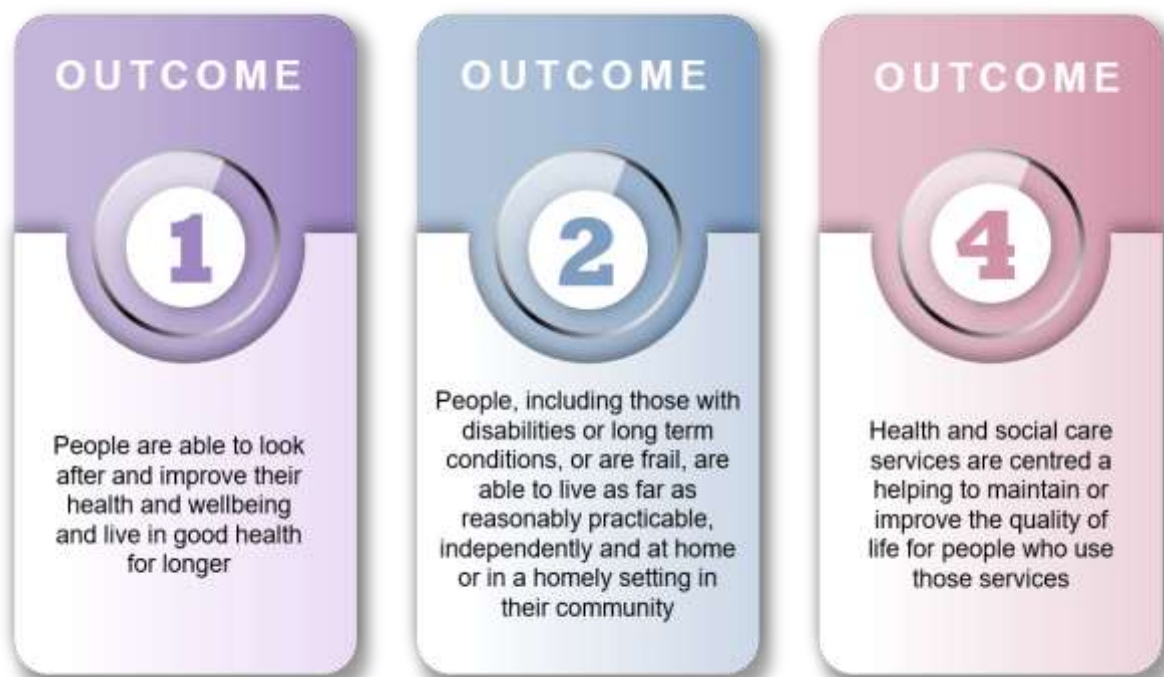 OUTCOME
1
People are able to look
after and improve their
health and wellbeing
and live in good health
for longer
OUTCOME
2
People, including those with
disabilities or long term
conditions, or are frail, are
able to live as far as
reasonably practicable,
independently and at home
or in a homely setting in
their community
OUTCOME
4
Health and social care
services are centred a
helping to maintain or
improve the quality of
life for people who use
those services